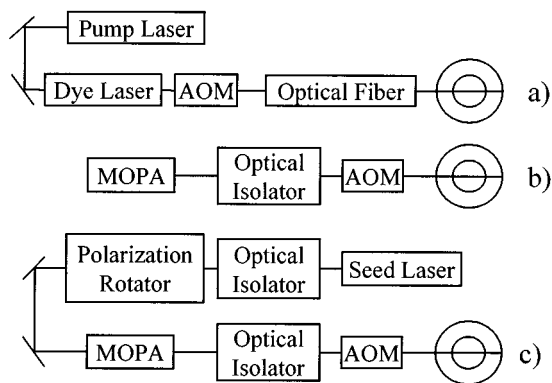 Pump Laser
Dye Laser
AOM
Optical Fiber
a)
MOPA
Optical
Isolator
AOM
b)
Polarization
Rotator
Optical
Isolator
Seed Laser
MOPA
Optical
Isolator
AOM
c)